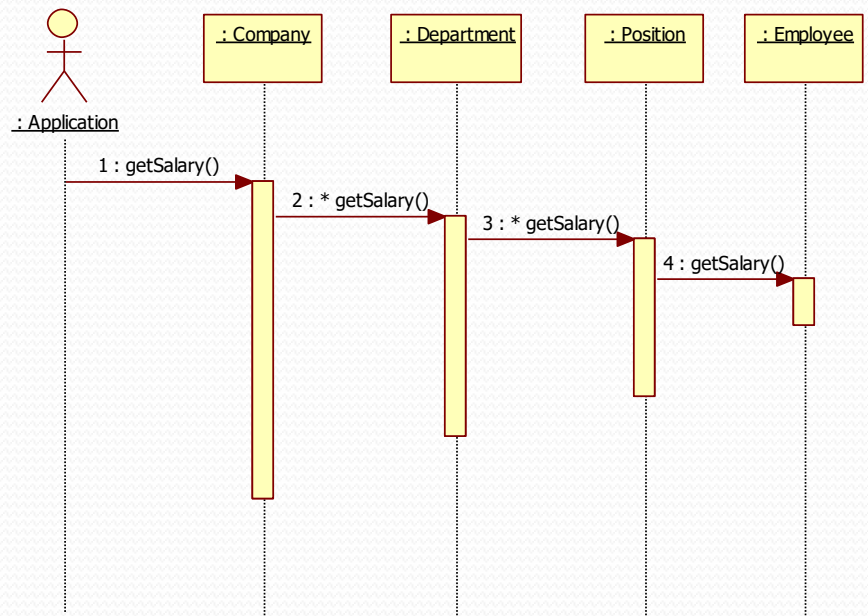 : Company
: Department
: Position
: Employee
: Application
1 : getSalary()
2 : * getSalary()
3 : * getSalary()
4 : getSalary()